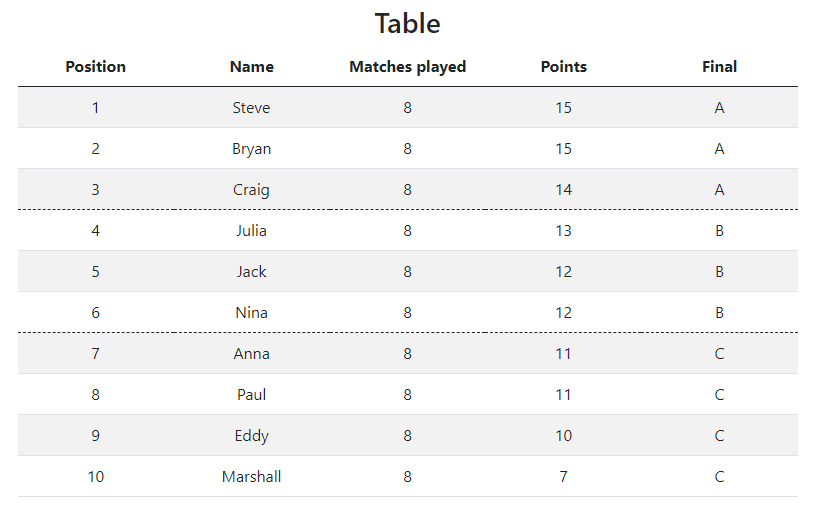 Table
Position Name Matches played Points Final
1 Steve 8 15 A
2 Bryan 8 15 A
3 Craig 8 14 A
4 Julia 8 13 B
5 Jack 8 12 B
6 Nina 8 12 B
7 Anna 8 11 C
8 Paul 8 11 C
9 Eddy 8 10 C
10 Marshall 8 7 C